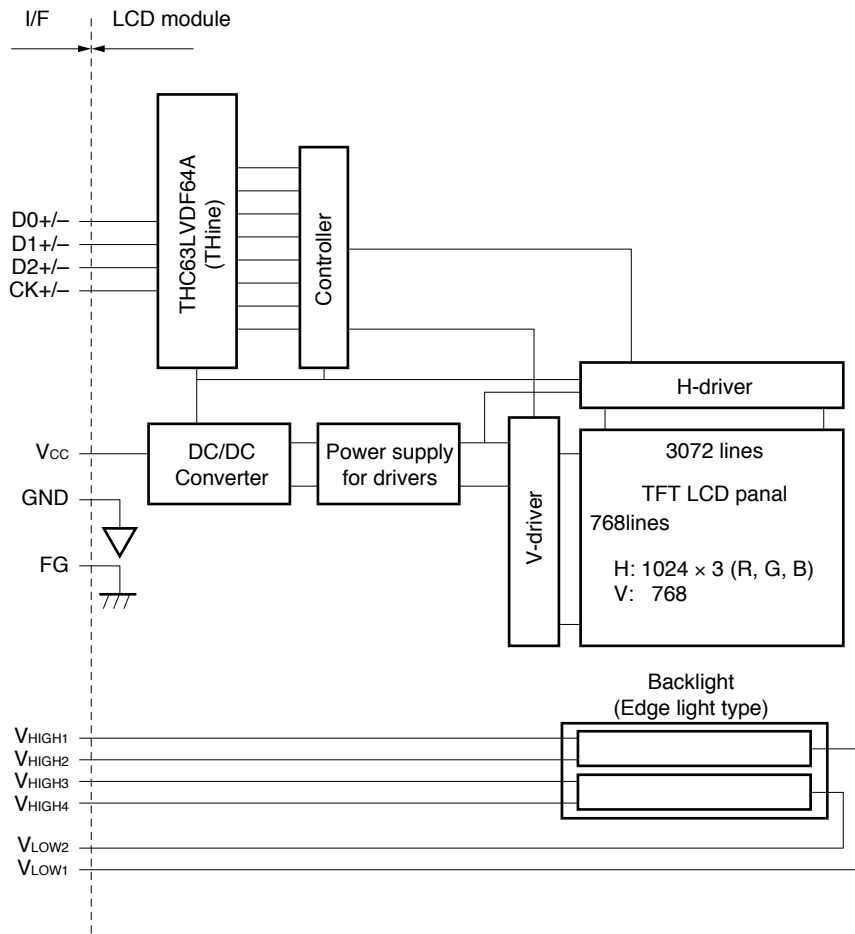 I/F
LCD module
THC63LVDF64A
(THine)
Controller
D0+/–
D1+/–
D2+/–
CK+/–
H-driver
VCC
DC/DC
Converter
Power supply
for drivers
V-driver
3072 lines
TFT LCD panal
768lines
H: 1024 × 3 (R, G, B)
V: 768
GND
FG
Backlight
(Edge light type)
VHIGH1
VHIGH2
VHIGH3
VHIGH4
VLOW2
VLOW1